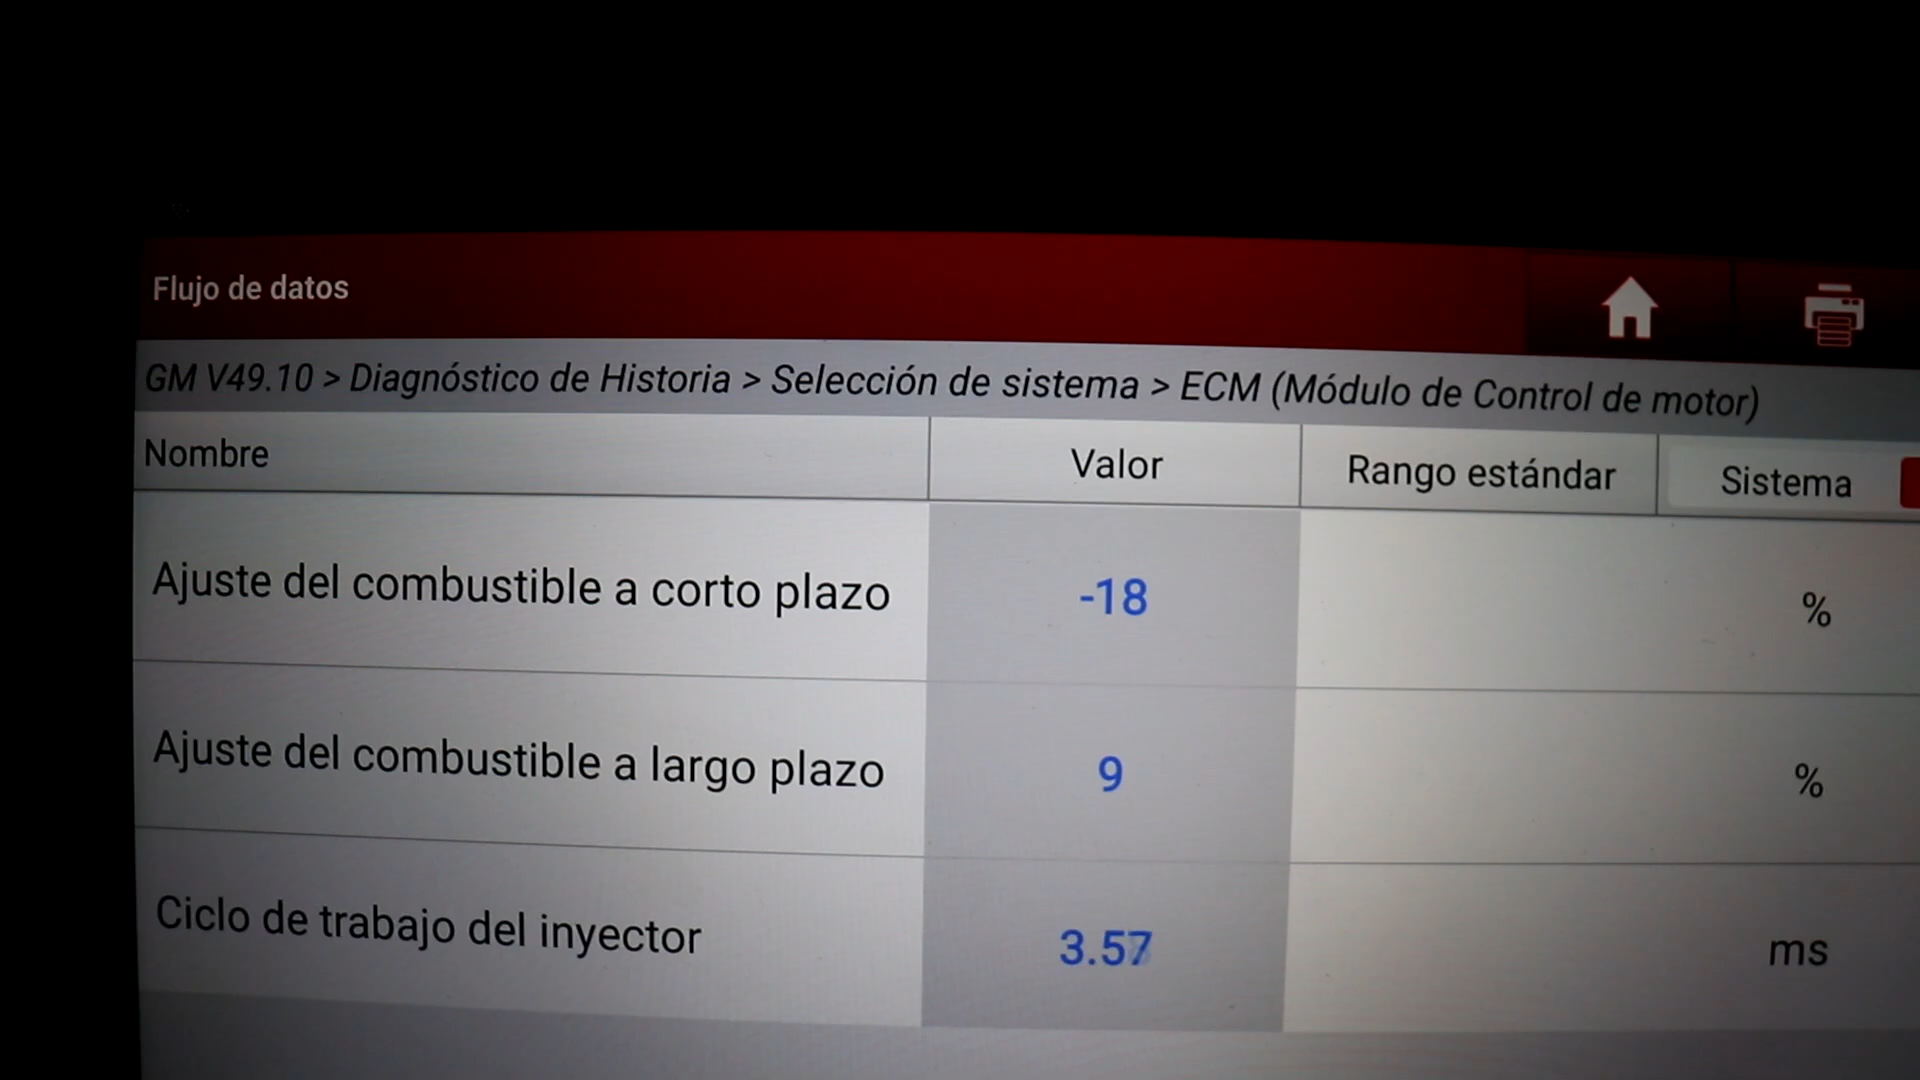 Flujo de datos
GM V49.10 > Diagnóstico de Historia > Selección de sistema > ECM (Módulo de Control de motor)
Nombre Valor Rango estándar Sistema
Ajuste del combustible a corto plazo -18 %
Ajuste del combustible a largo plazo 9 %
Ciclo de trabajo del inyector 3.57 ms